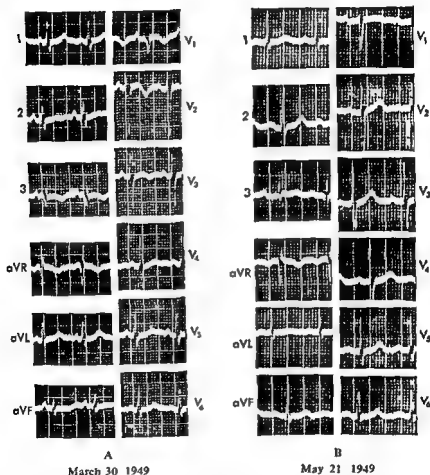 1 V₁
2 V₂
3 V₃
aVR V₄
aVL V₅
aVF V₆
A
March 30 1949
1 V₁
2 V₂
3 V₃
aVR V₄
aVL V₅
aVF V₆
B
May 21 1949